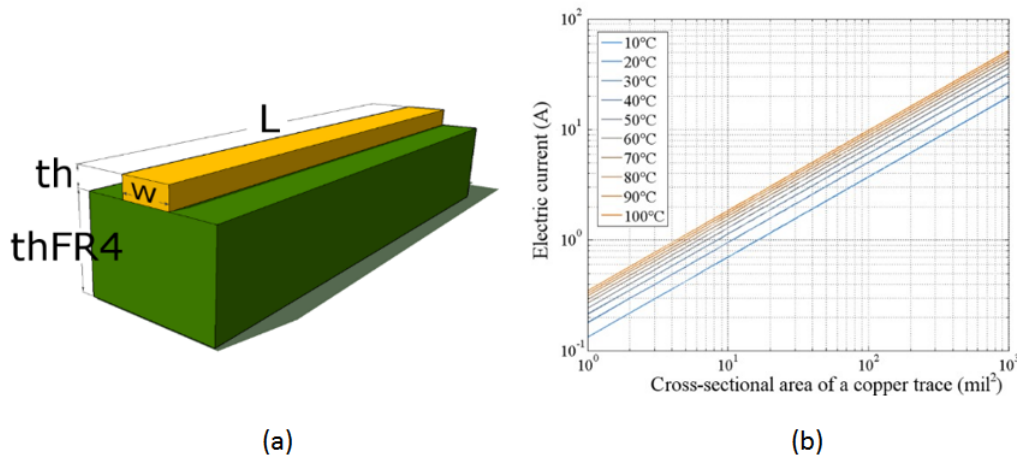 L
th
w
thFR4
(a)
10²
10¹
10⁰
10⁻¹
Electric current (A)
10℃
20℃
30℃
40℃
50℃
60℃
70℃
80℃
90℃
100℃
10⁰ 10¹ 10² 10³
Cross-sectional area of a copper trace (mil²)
(b)